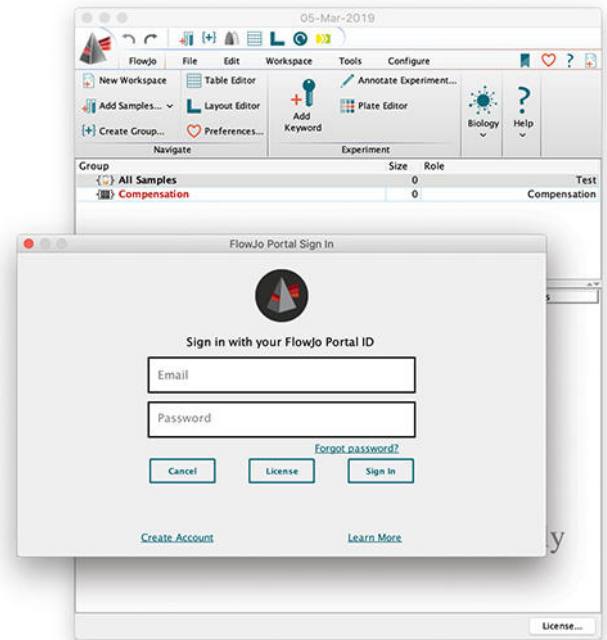 05-Mar-2019
FlowJo File Edit Workspace Tools Configure
New Workspace Table Editor Annotate Experiment...
Add Samples... Layout Editor Add Keyword Plate Editor Biology Help
{+} Create Group... Preferences...
Navigate Experiment
Group Size Role
All Samples 0 Test
Compensation 0 Compensation
FlowJo Portal Sign In
Sign in with your FlowJo Portal ID
Email
Password
Forgot password?
Cancel License Sign In
Create Account Learn More
License...